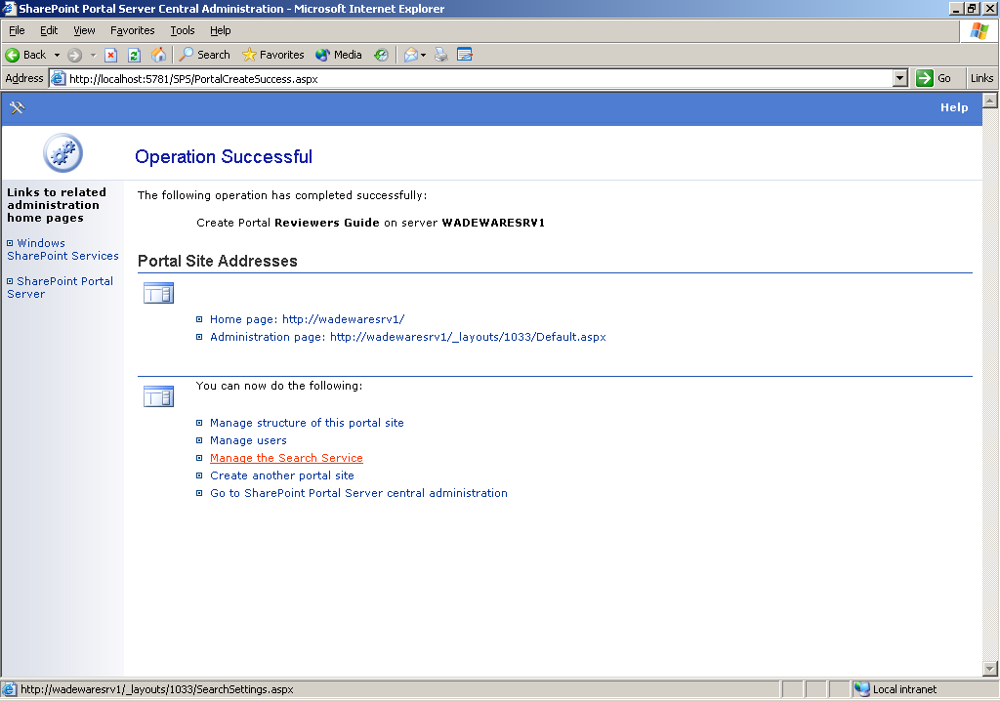 SharePoint Portal Server Central Administration - Microsoft Internet Explorer
File Edit View Favorites Tools Help
Back Search Favorites Media
Address http://localhost:5781/SPS/PortalCreateSuccess.aspx Go Links
Help
Operation Successful
Links to related
administration
home pages
Windows
SharePoint Services
SharePoint Portal
Server
The following operation has completed successfully:
Create Portal Reviewers Guide on server WADEWARESRV1
Portal Site Addresses
Home page: http://wadewaresrv1/
Administration page: http://wadewaresrv1/_layouts/1033/Default.aspx
You can now do the following:
Manage structure of this portal site
Manage users
Manage the Search Service
Create another portal site
Go to SharePoint Portal Server central administration
http://wadewaresrv1/_layouts/1033/SearchSettings.aspx Local intranet